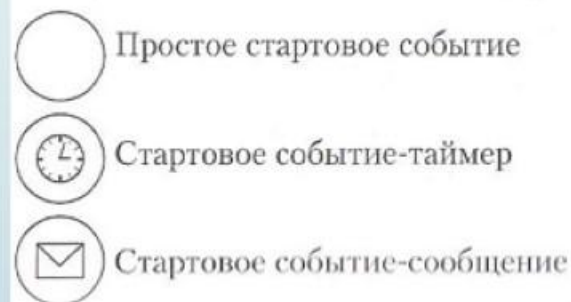 Простое стартовое событие
Стартовое событие-таймер
Стартовое событие-сообщение